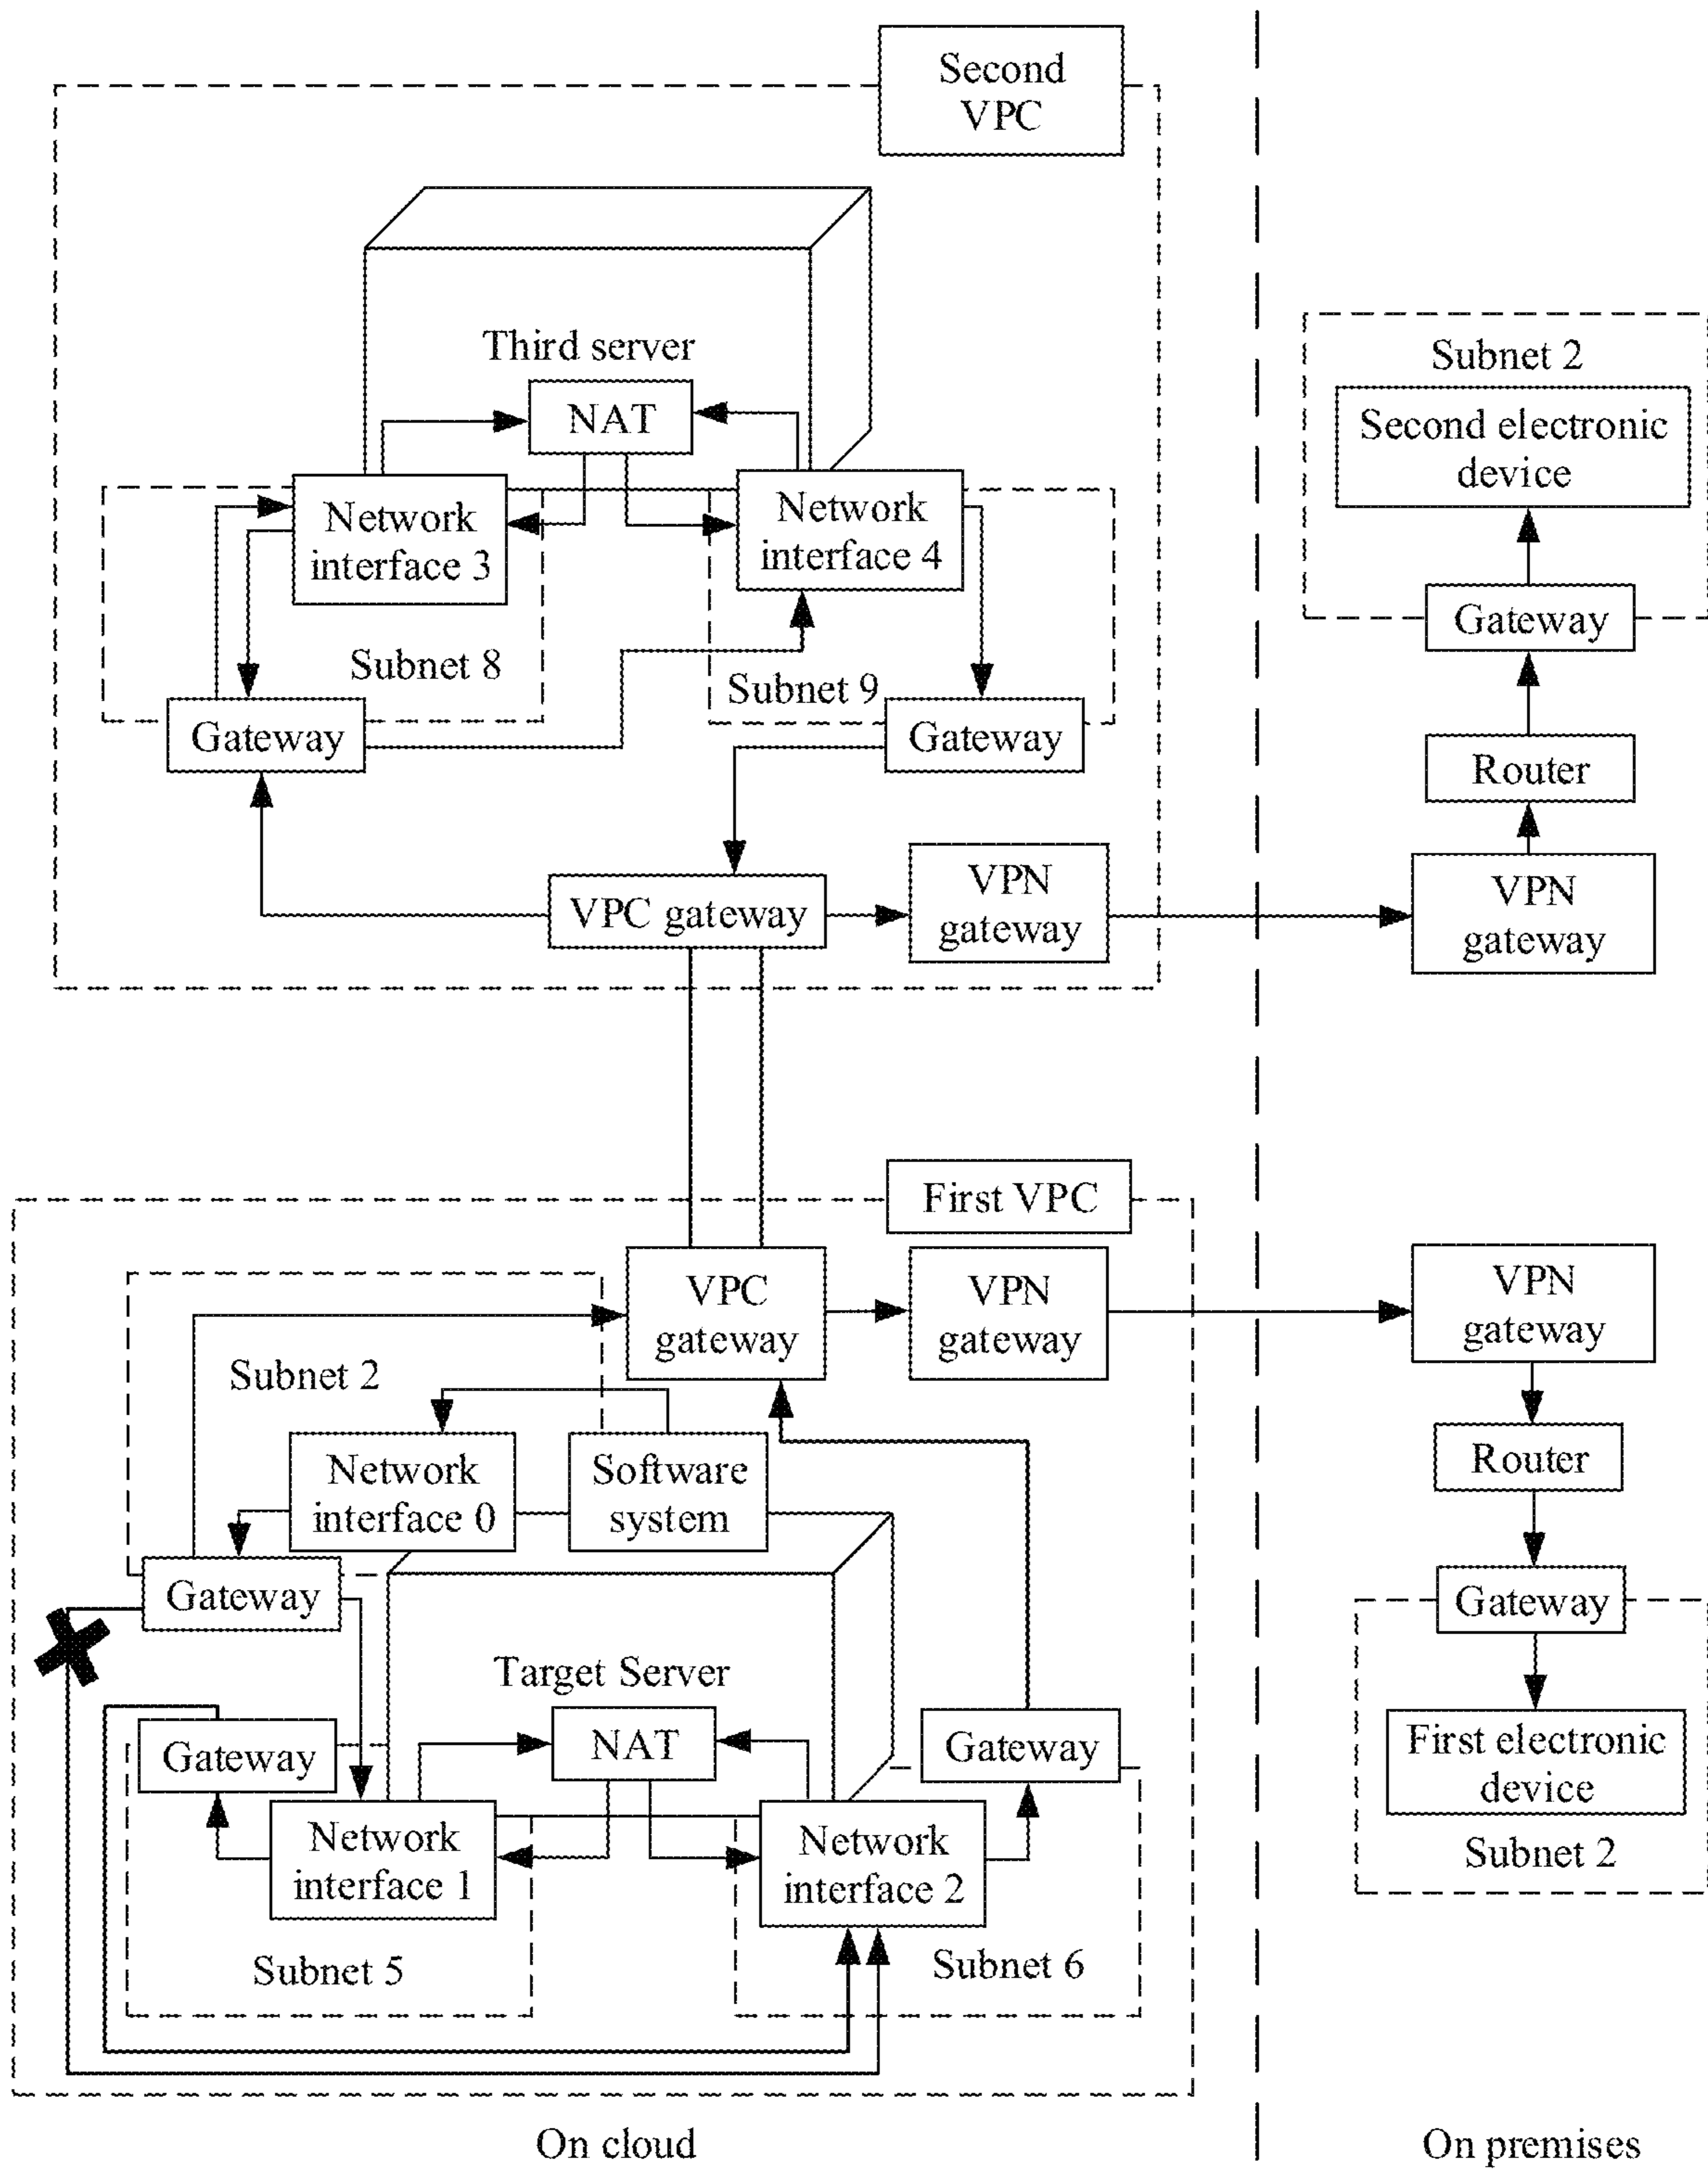 Second
VPC
Third server
NAT
Network
interface 3
Network
interface 4
Subnet 8
Subnet 9
Gateway
Gateway
VPC gateway
VPN
gateway
Subnet 2
Second electronic
device
Gateway
Router
VPN
gateway
First VPC
VPC
gateway
VPN
gateway
Subnet 2
Network
interface 0
Software
system
Gateway
Target Server
NAT
Gateway
Gateway
Network
interface 1
Network
interface 2
Subnet 5
Subnet 6
VPN
gateway
Router
Gateway
First electronic
device
Subnet 2
On cloud
On premises